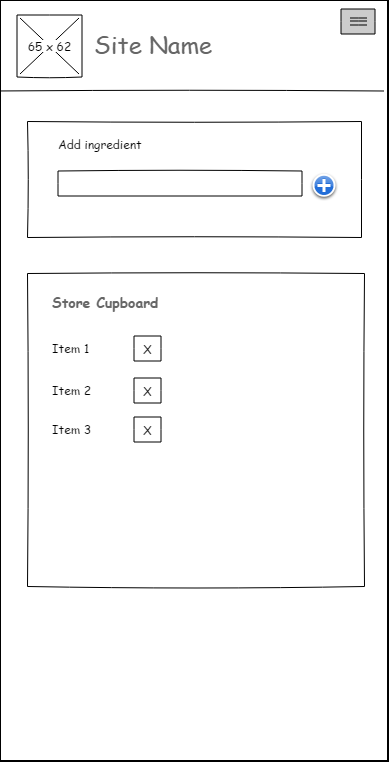 65 x 62
Site Name
Add ingredient
Store Cupboard
Item 1 X
Item 2 X
Item 3 X